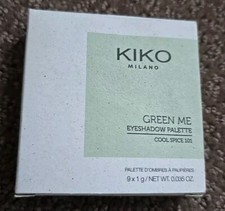 KIKO
MILANO
GREEN ME
EYESHADOW PALETTE
COOL SPICE 101
PALETTE D'OMBRES À PAUPIÈRES
9 x 1 g / NET WT. 0.035 OZ.